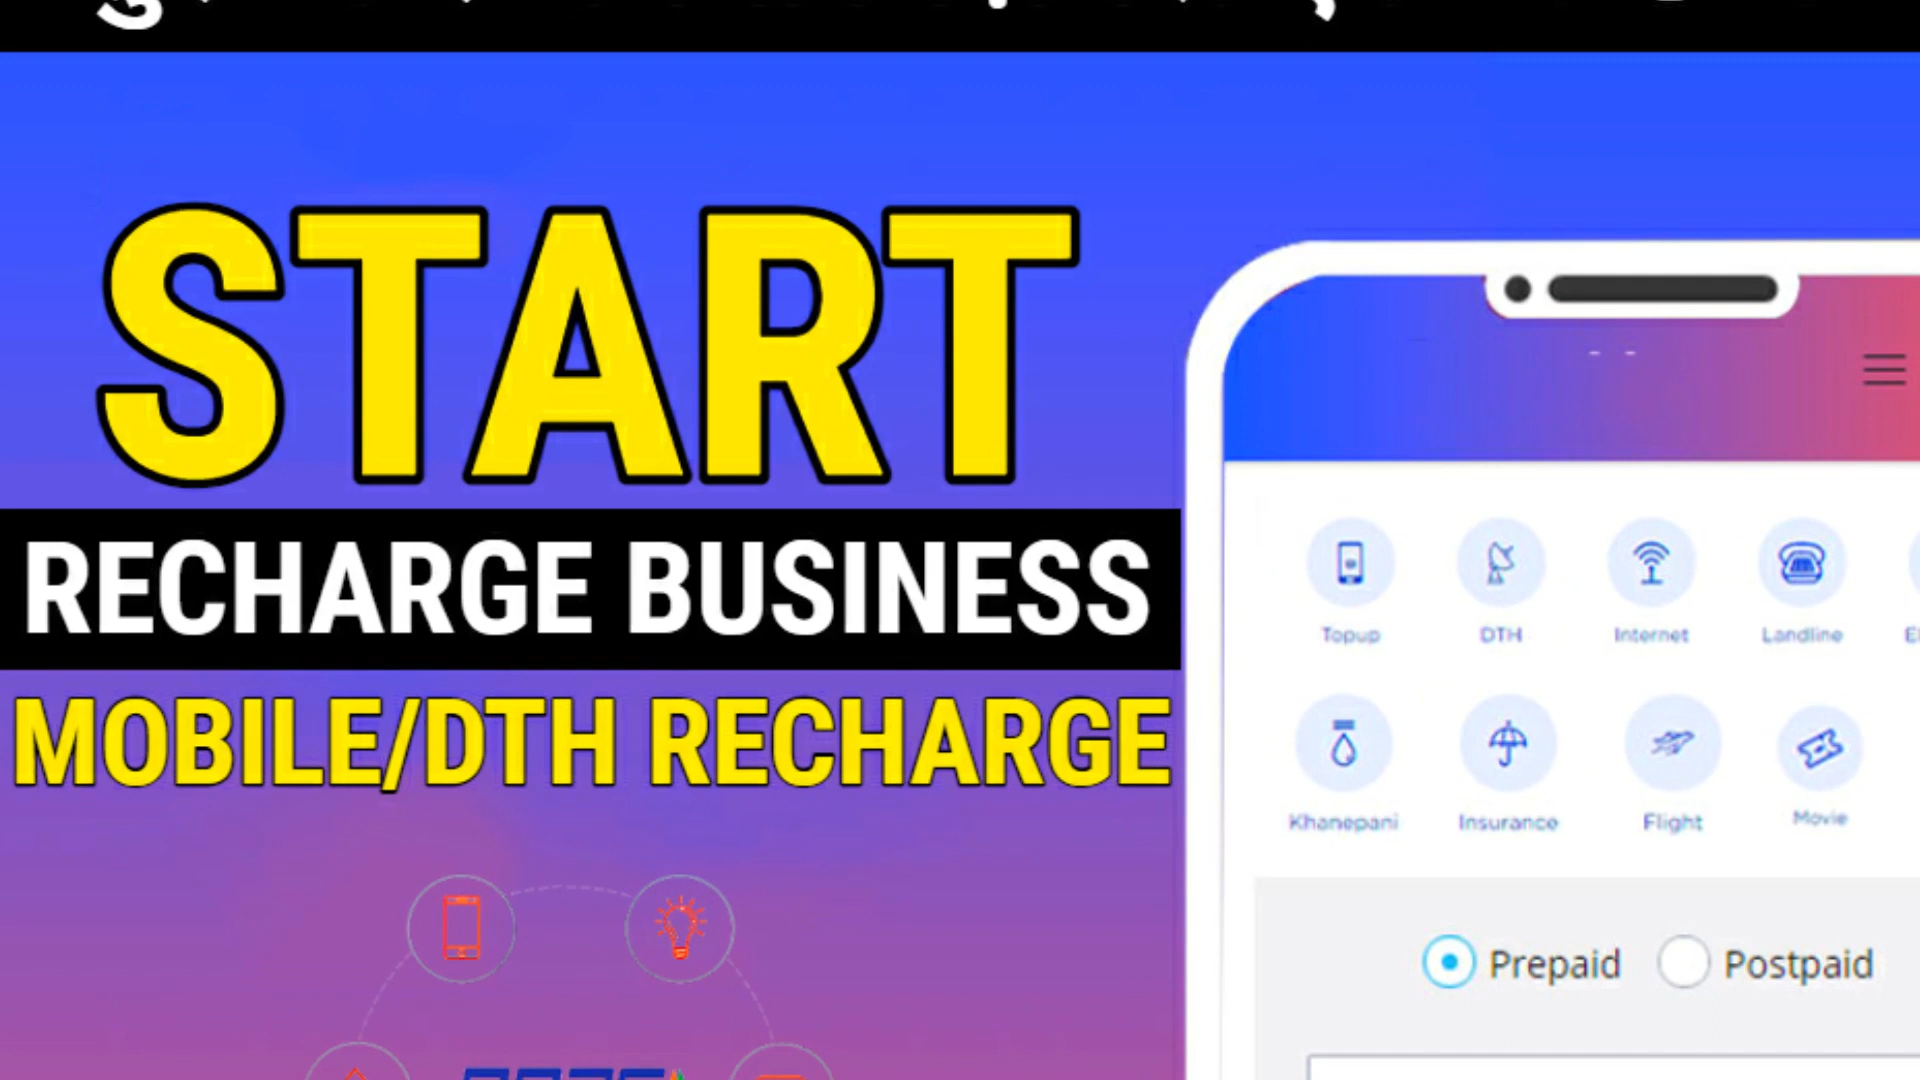 START
RECHARGE BUSINESS
MOBILE/DTH RECHARGE
Topup DTH Internet Landline
Khanepani Insurance Flight Movie
Prepaid Postpaid